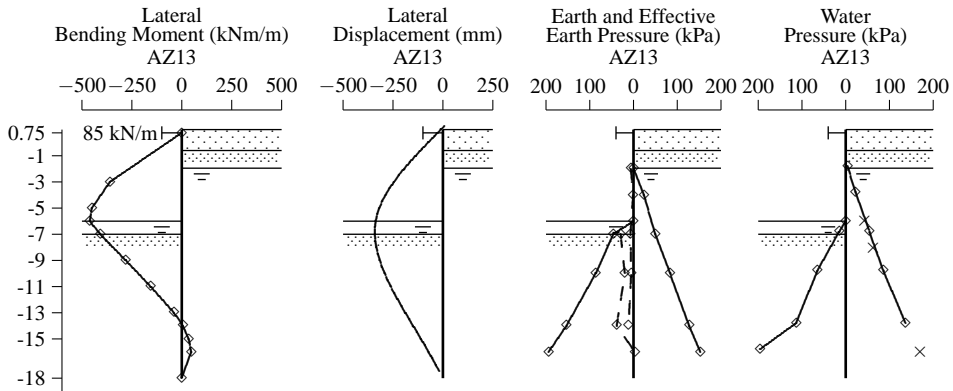 Lateral
Bending Moment (kNm/m)
AZ13
−500 −250 0 250 500
Lateral
Displacement (mm)
AZ13
−500 −250 0 250
Earth and Effective
Earth Pressure (kPa)
AZ13
200 100 0 100 200
Water
Pressure (kPa)
AZ13
200 100 0 100 200
0.75
-1
-3
-5
-7
-9
-11
-13
-15
-18
85 kN/m